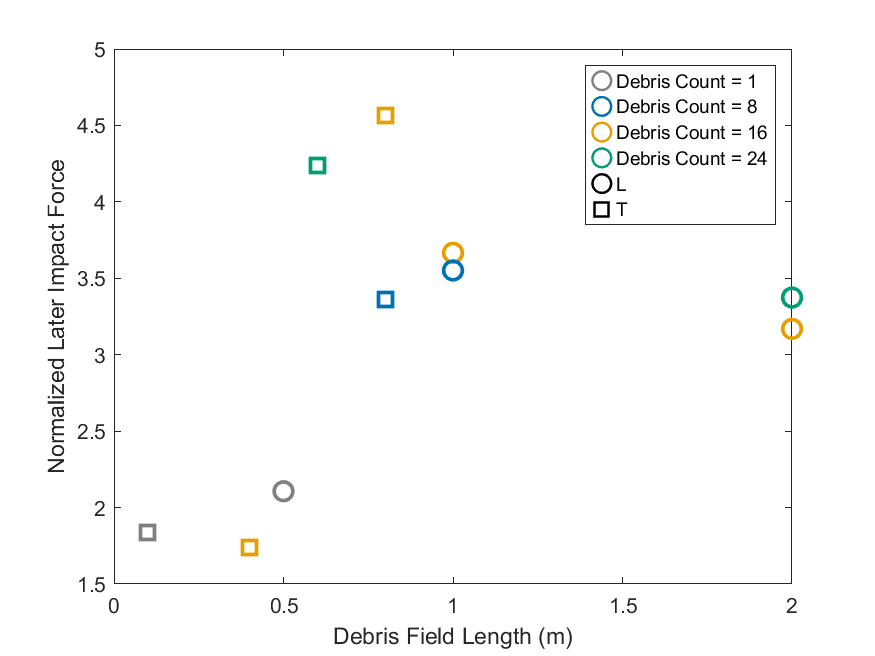 5
4.5
4
3.5
3
2.5
2
1.5
Normalized Later Impact Force
Debris Count = 1
Debris Count = 8
Debris Count = 16
Debris Count = 24
L
T
0 0.5 1 1.5 2
Debris Field Length (m)